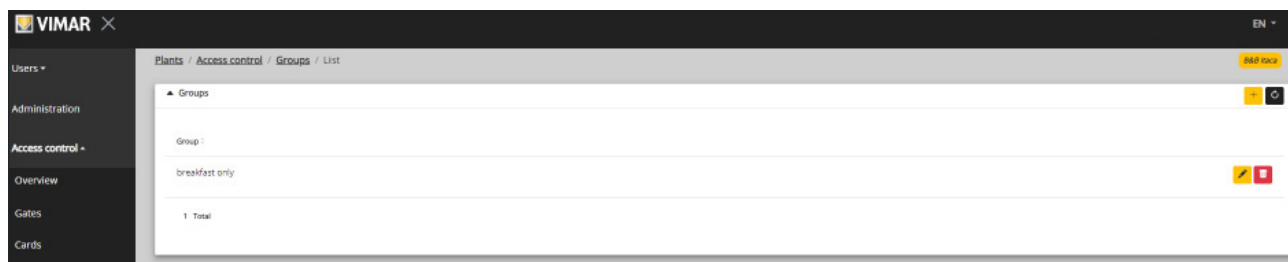 VIMAR
EN
Users
Plants / Access control / Groups / List
B&B Itaca
Groups
Administration
Group
Access control
breakfast only
Overview
Gates
1 Total
Cards